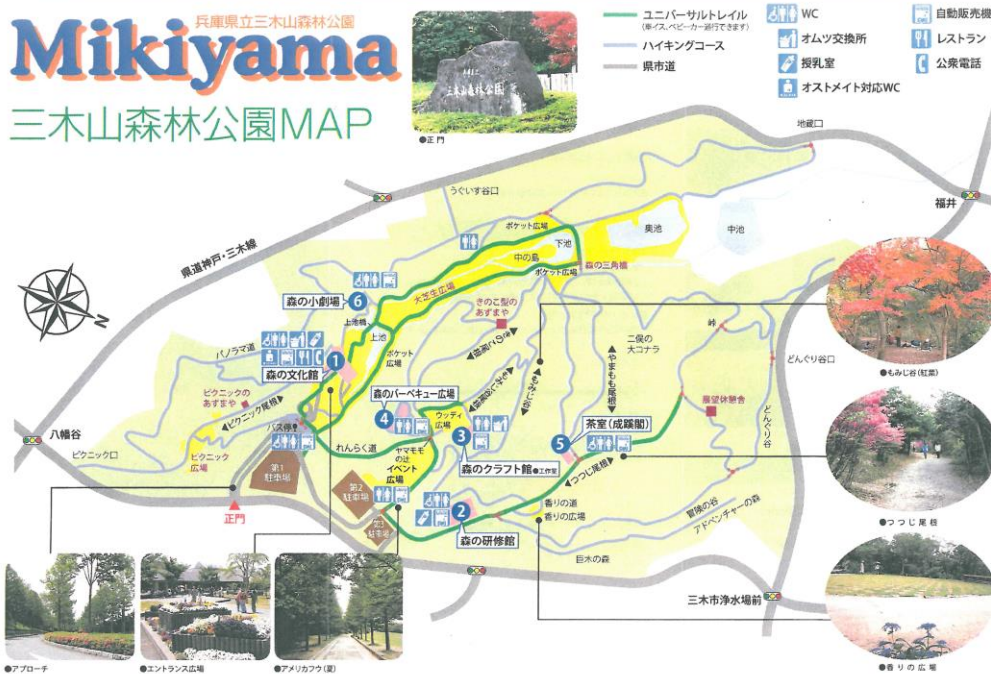 兵庫県立三木山森林公園
Mikiyama
三木山森林公園MAP
●正門
ユニバーサルトレイル
(車イス、ベビーカー通行できます)
ハイキングコース
県市道
WC
オムツ交換所
授乳室
オストメイト対応WC
自動販売機
レストラン
公衆電話
地蔵口
福井
うぐいす谷口
県道神戸・三木線
ポケット広場
下池
中の島
奥池
中池
森の三角橋
ポケット広場
大芝生広場
森の小劇場
6
上池橋
上池
きのこ型の
あずまや
きのこ尾根
ポケット
広場
パノラマ道
1
森の文化館
ピクニックの
あずまや
ピクニック尾根
バス停
ピクニック
広場
ピクニック口
八幡谷
森のバーベキュー広場
4
ウッディ
広場
もみじ谷
やまもも尾根
二俣の
大コナラ
峠
どんぐり谷口
どんぐり谷
展望休憩舎
茶室(成蹊閣)
5
3
森のクラフト館
●工作室
れんらく道
ヤマモモ
の辻
イベント
広場
つつじ尾根
第1
駐車場
第2
駐車場
第3
駐車場
正門
2
森の研修館
香りの道
香りの広場
冒険の谷
アドベンチャーの森
巨木の森
三木市浄水場前
N
●もみじ谷(紅葉)
●つつじ尾根
●香りの広場
●アプローチ
●エントランス広場
●アメリカフウ(夏)